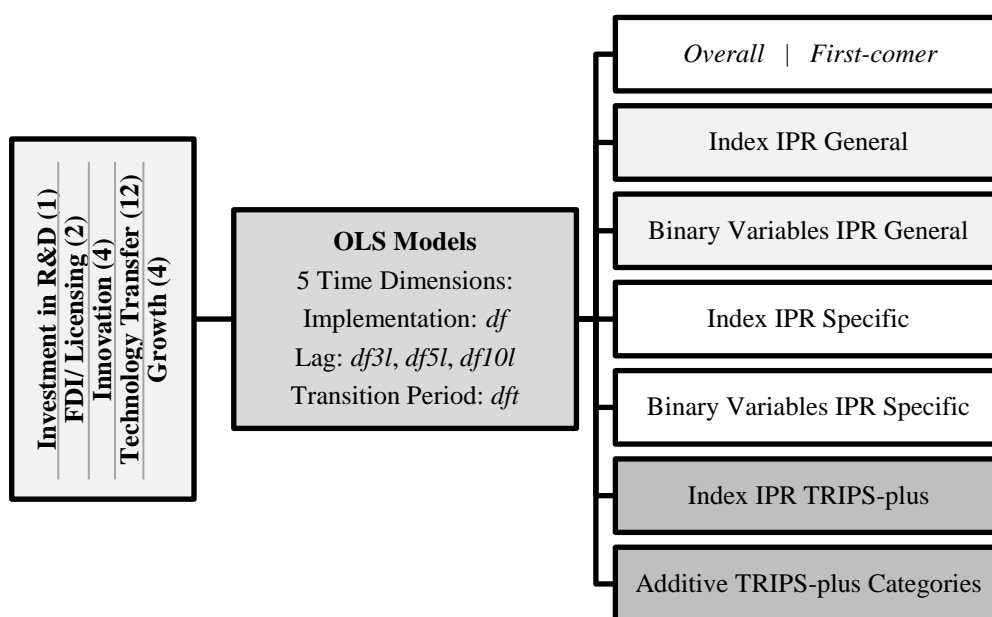 Investment in R&D (1)
FDI/ Licensing (2)
Innovation (4)
Technology Transfer (12)
Growth (4)
OLS Models
5 Time Dimensions:
Implementation: df
Lag: df3l, df5l, df10l
Transition Period: dft
Overall | First-comer
Index IPR General
Binary Variables IPR General
Index IPR Specific
Binary Variables IPR Specific
Index IPR TRIPS-plus
Additive TRIPS-plus Categories